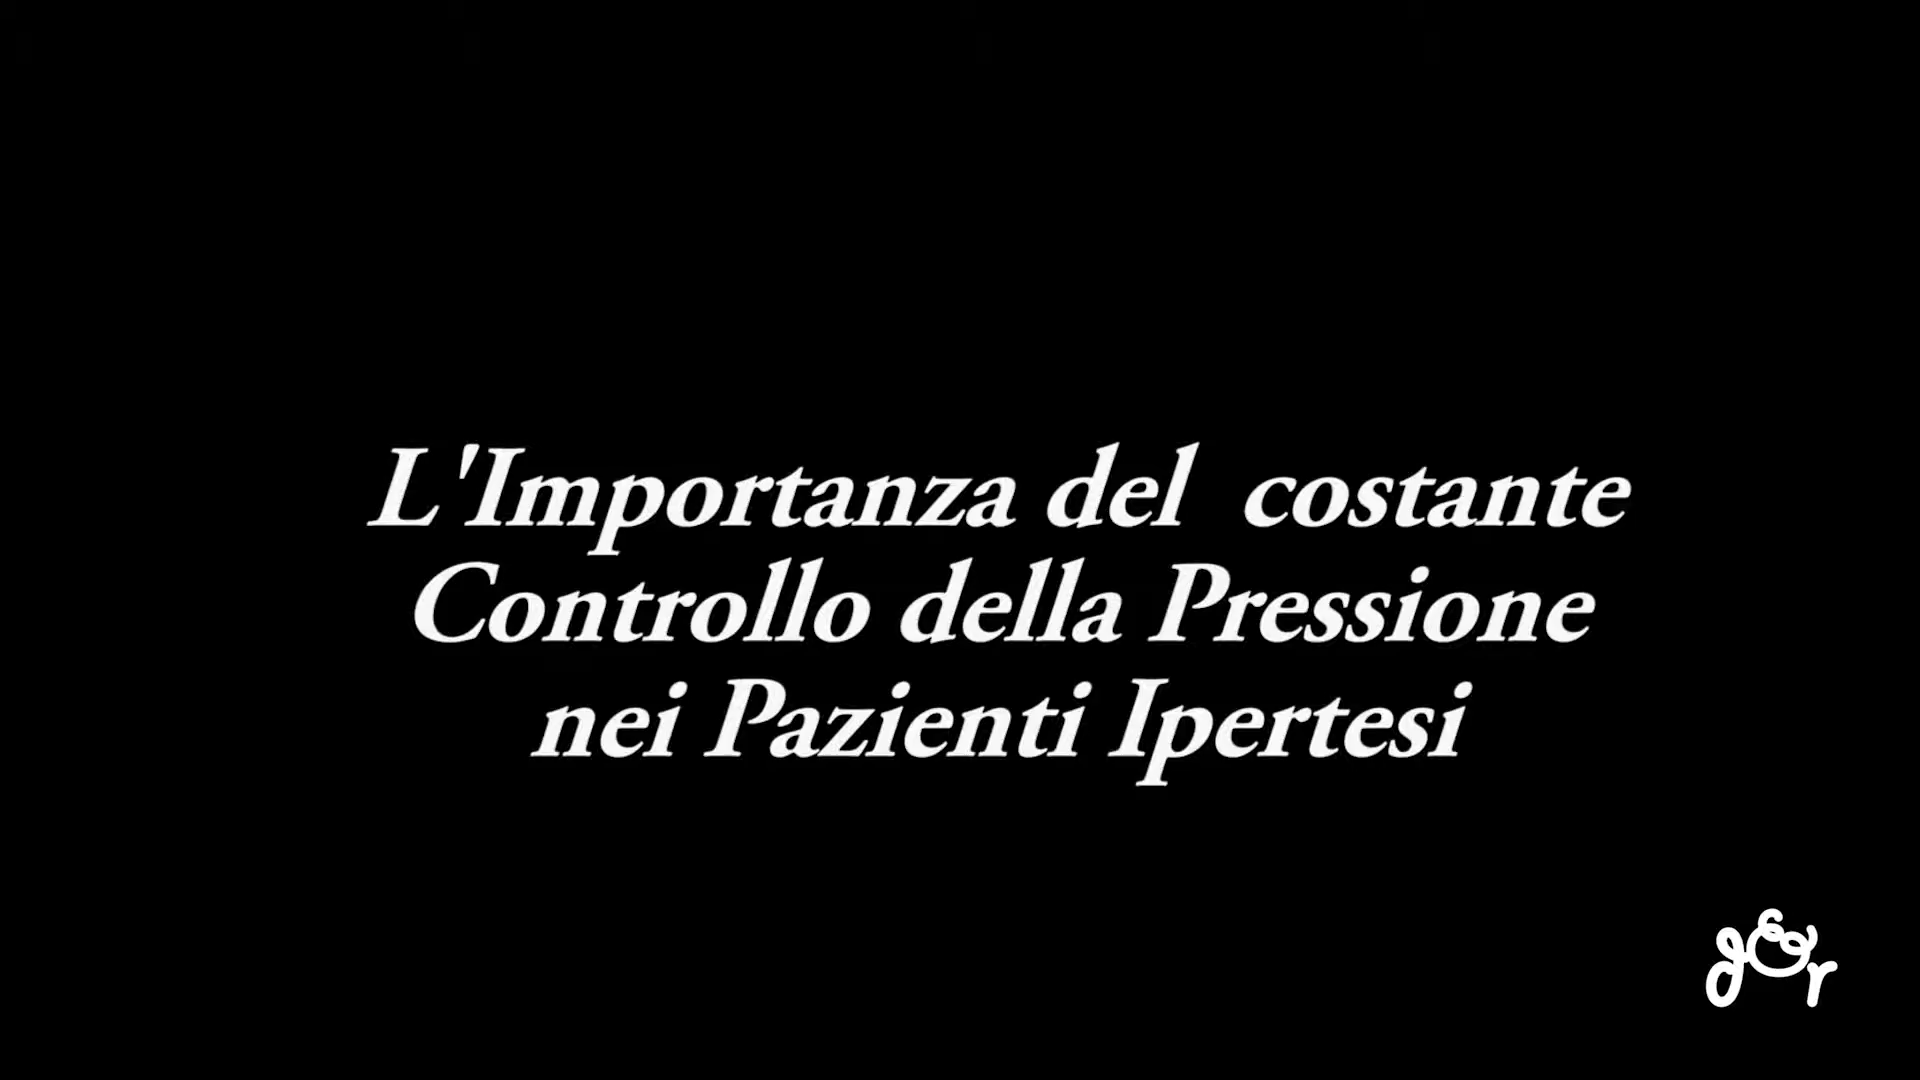 L'Importanza del  costante
Controllo della Pressione
nei Pazienti Ipertesi
g&r